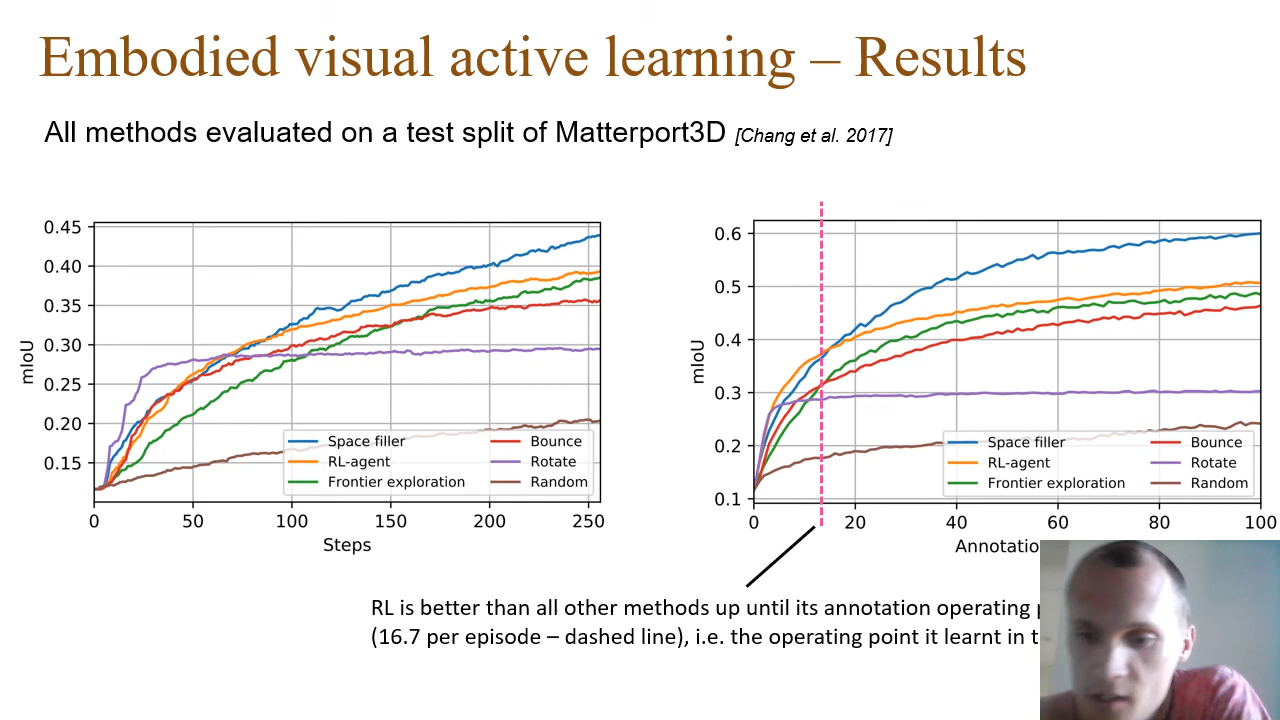 Embodied visual active learning – Results
All methods evaluated on a test split of Matterport3D [Chang et al. 2017]
0.45
0.40
0.35
0.30
0.25
0.20
0.15
mIoU
0 50 100 150 200 250
Steps
Space filler
RL-agent
Frontier exploration
Bounce
Rotate
Random
0.6
0.5
0.4
0.3
0.2
0.1
mIoU
0 20 40 60 80 100
Space filler
RL-agent
Frontier exploration
Bounce
Rotate
Random
RL is better than all other methods up until its annotation operating
(16.7 per episode – dashed line), i.e. the operating point it learnt in